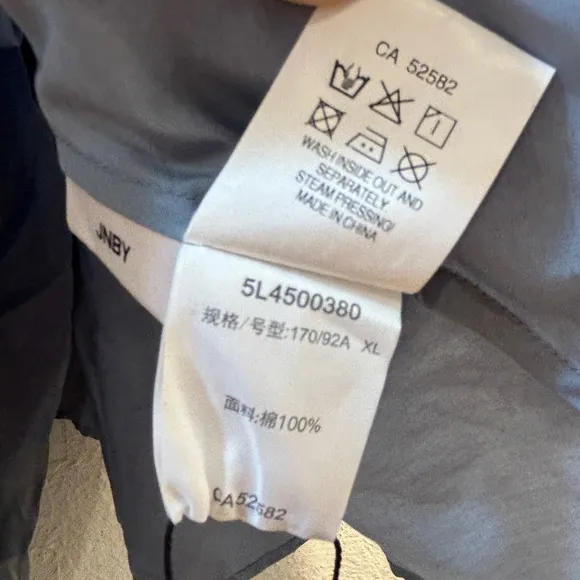 CA 52582
WASH INSIDE OUT AND
SEPARATELY
STEAM PRESSING/
MADE IN CHINA
JNBY
5L4500380
规格/号型:170/92A XL
面料:棉100%
CA52582